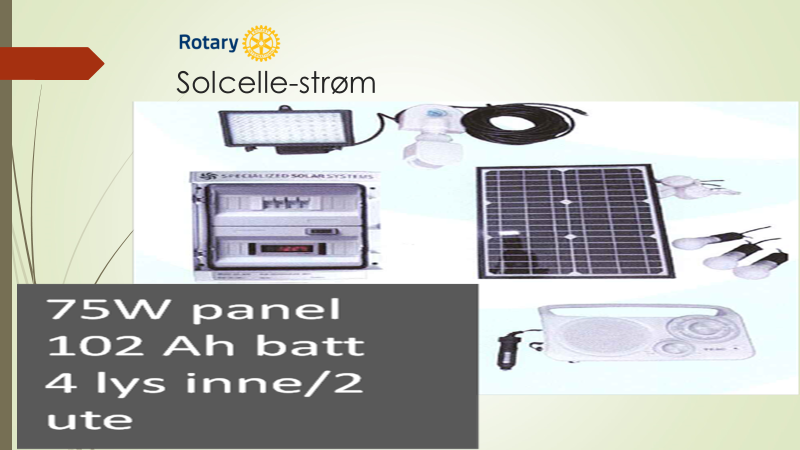 Rotary
Solcelle-strøm
SPECIALIZED SOLAR SYSTEMS
75W panel
102 Ah batt
4 lys inne/2
ute